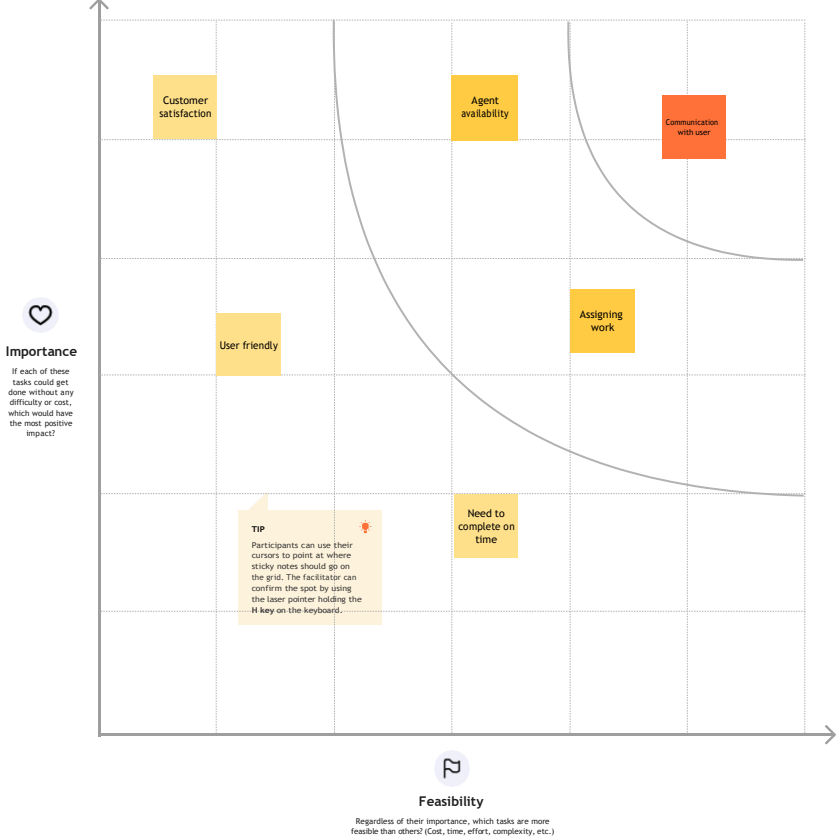 Customer
satisfaction
Agent
availability
Communication
with user
Assigning
work
User friendly
Importance
If each of these
tasks could get
done without any
difficulty or cost,
which would have
the most positive
impact?
Need to
complete on
time
TIP
Participants can use their
cursors to point at where
sticky notes should go on
the grid. The facilitator can
confirm the spot by using
the laser pointer holding the
H key on the keyboard.
Feasibility
Regardless of their importance, which tasks are more
feasible than others? (Cost, time, effort, complexity, etc.)